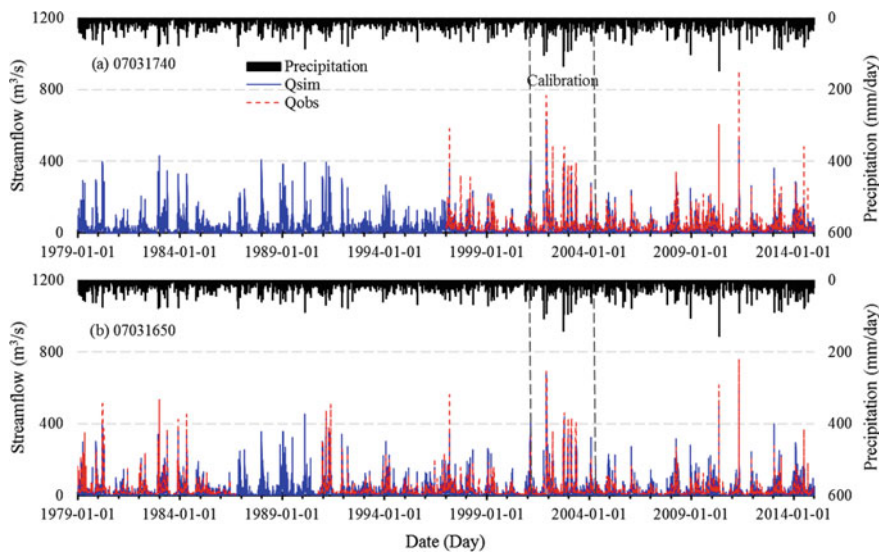 1200
800
400
0
Streamflow (m³/s)
(a) 07031740
Precipitation
Qsim
Qobs
Calibration
0
200
400
600
Precipitation (mm/day)
1979-01-01 1984-01-01 1989-01-01 1994-01-01 1999-01-01 2004-01-01 2009-01-01 2014-01-01
1200
800
400
0
Streamflow (m³/s)
(b) 07031650
0
200
400
600
Precipitation (mm/day)
1979-01-01 1984-01-01 1989-01-01 1994-01-01 1999-01-01 2004-01-01 2009-01-01 2014-01-01
Date (Day)